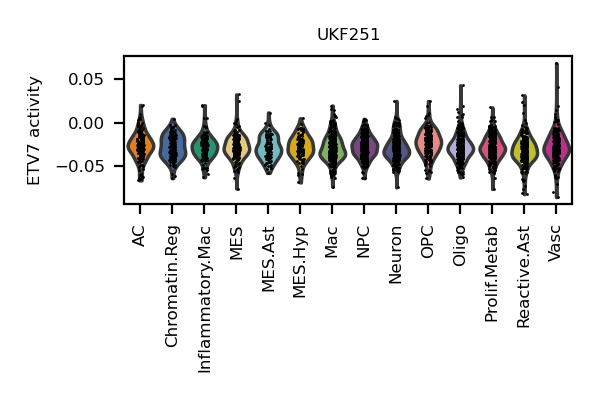 UKF251
ETV7 activity
0.05
0.00
−0.05
AC
Chromatin.Reg
Inflammatory.Mac
MES
MES.Ast
MES.Hyp
Mac
NPC
Neuron
OPC
Oligo
Prolif.Metab
Reactive.Ast
Vasc